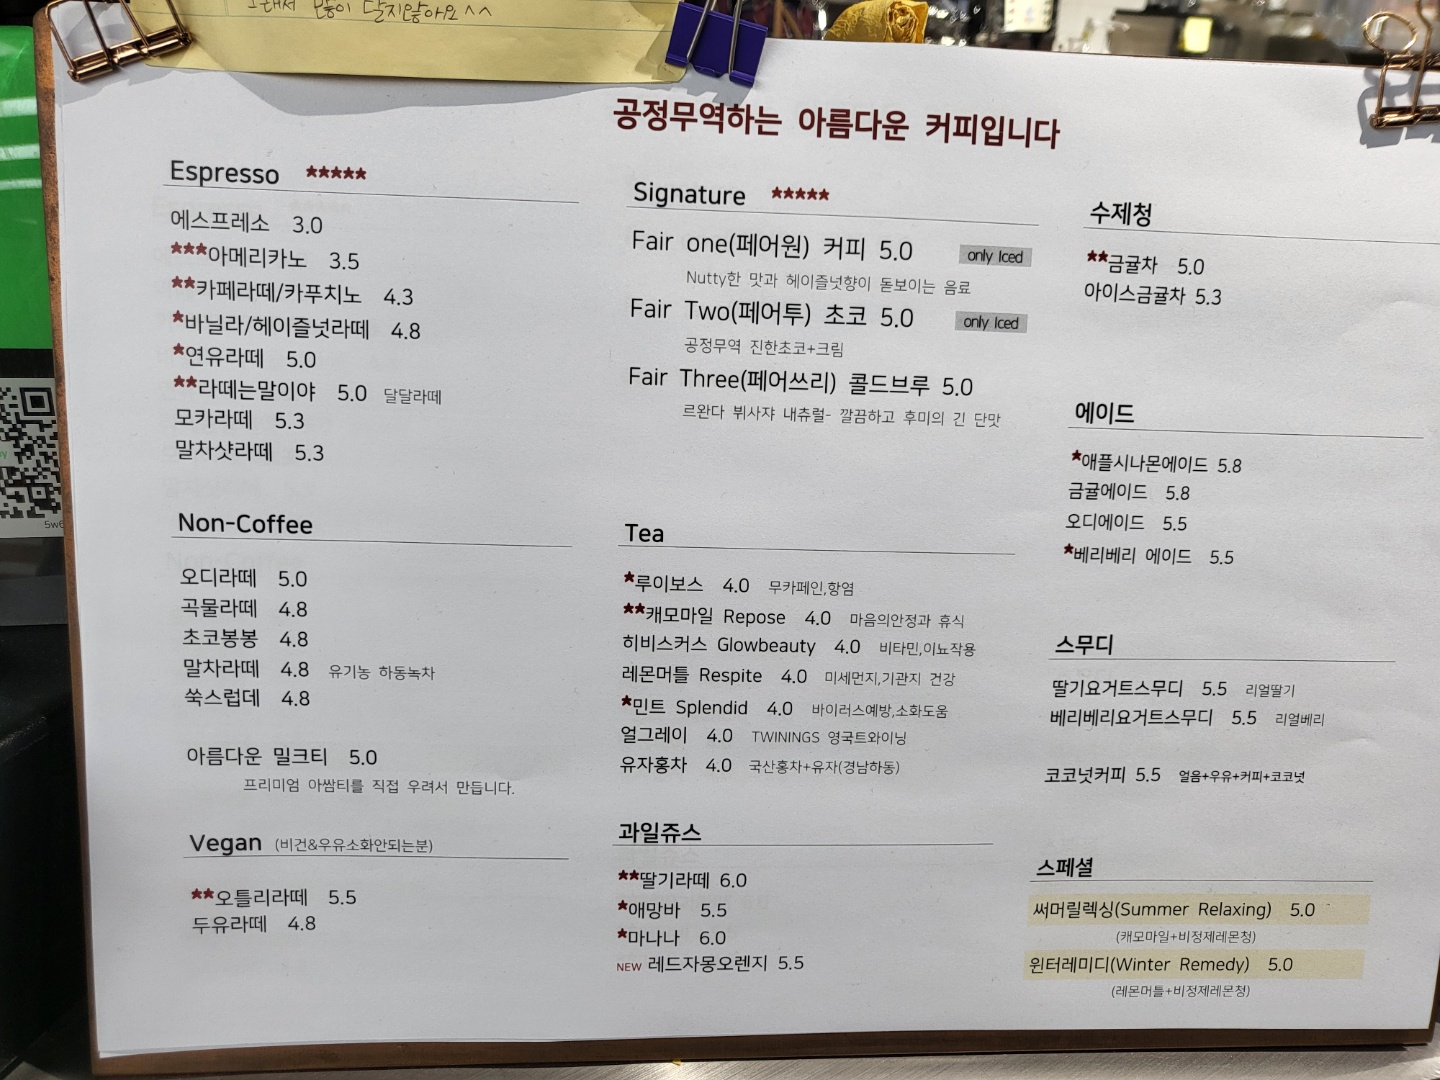 그래서 많이 달지않아요^^
공정무역하는 아름다운 커피입니다
Espresso ★★★★★
에스프레소 3.0
★★★아메리카노 3.5
★★카페라떼/카푸치노 4.3
★바닐라/헤이즐넛라떼 4.8
★연유라떼 5.0
★★라떼는말이야 5.0 달달라떼
모카라떼 5.3
말차샷라떼 5.3
Non-Coffee
오디라떼 5.0
곡물라떼 4.8
초코봉봉 4.8
말차라떼 4.8 유기농 하동녹차
쑥스럽데 4.8
아름다운 밀크티 5.0
프리미엄 아쌈티를 직접 우려서 만듭니다.
Vegan (비건&우유소화안되는분)
★★오틀리라떼 5.5
두유라떼 4.8
Signature ★★★★★
Fair one(페어원) 커피 5.0 only Iced
Nutty한 맛과 헤이즐넛향이 돋보이는 음료
Fair Two(페어투) 초코 5.0 only Iced
공정무역 진한초코+크림
Fair Three(페어쓰리) 콜드브루 5.0
르완다 뷔사쟈 내츄럴- 깔끔하고 후미의 긴 단맛
Tea
★루이보스 4.0 무카페인,항염
★★캐모마일 Repose 4.0 마음의안정과 휴식
히비스커스 Glowbeauty 4.0 비타민,이뇨작용
레몬머틀 Respite 4.0 미세먼지,기관지 건강
★민트 Splendid 4.0 바이러스예방,소화도움
얼그레이 4.0 TWININGS 영국트와이닝
유자홍차 4.0 국산홍차+유자(경남하동)
과일쥬스
★★딸기라떼 6.0
★애망바 5.5
★마나나 6.0
NEW 레드자몽오렌지 5.5
수제청
★★금귤차 5.0
아이스금귤차 5.3
에이드
★애플시나몬에이드 5.8
금귤에이드 5.8
오디에이드 5.5
★베리베리 에이드 5.5
스무디
딸기요거트스무디 5.5 리얼딸기
베리베리요거트스무디 5.5 리얼베리
코코넛커피 5.5 얼음+우유+커피+코코넛
스페셜
써머릴렉싱(Summer Relaxing) 5.0
(캐모마일+비정제레몬청)
윈터레미디(Winter Remedy) 5.0
(레몬머틀+비정제레몬청)